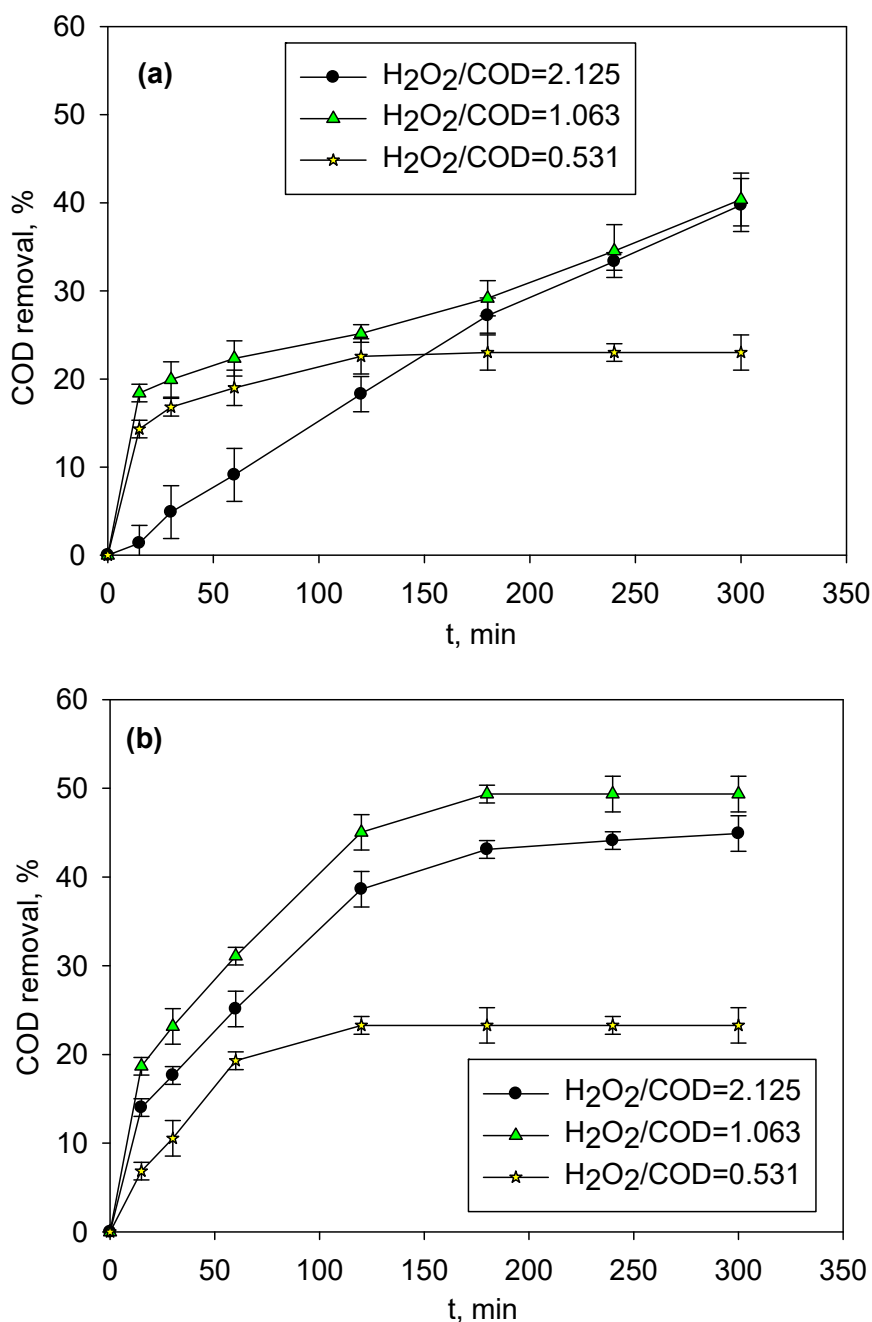 60
(a)
H2O2/COD=2.125
H2O2/COD=1.063
H2O2/COD=0.531
50
40
30
20
10
0
COD removal, %
0 50 100 150 200 250 300 350
t, min
60
(b)
50
40
30
20
10
0
COD removal, %
H2O2/COD=2.125
H2O2/COD=1.063
H2O2/COD=0.531
0 50 100 150 200 250 300 350
t, min